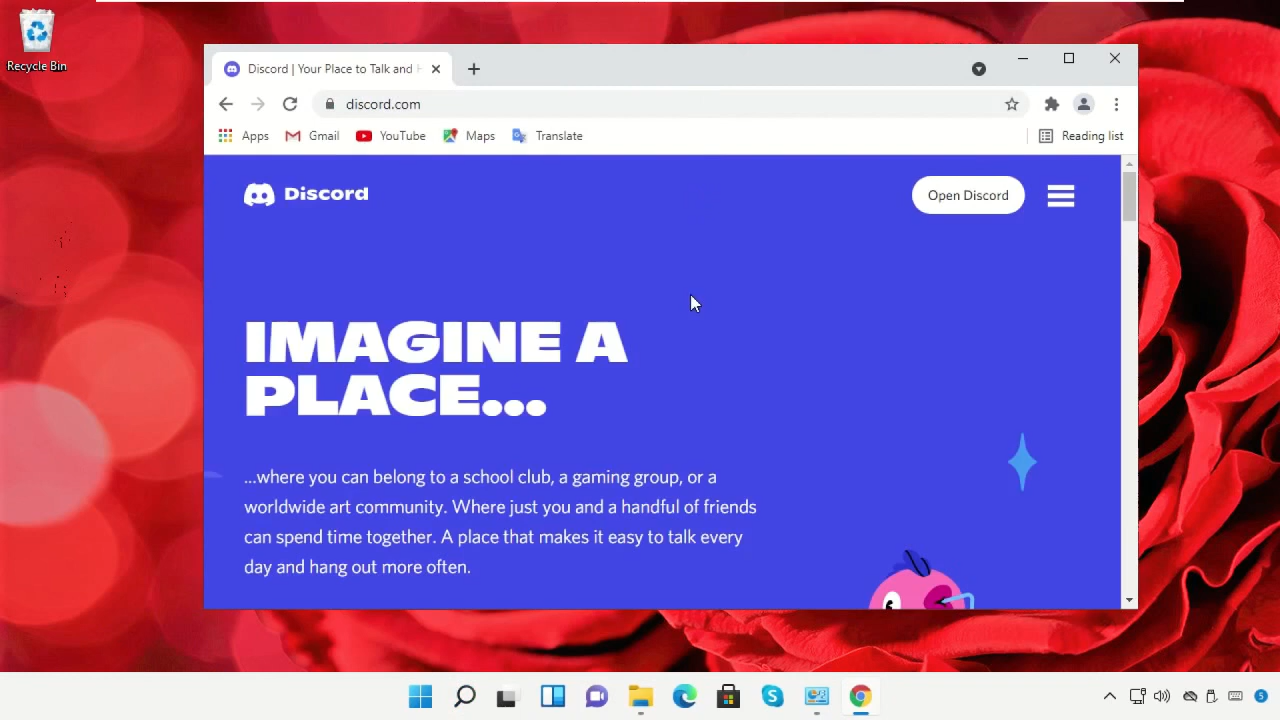 Recycle Bin
Discord | Your Place to Talk and
discord.com
Apps
Gmail
YouTube
Maps
Translate
Reading list
Discord
Open Discord
IMAGINE A
PLACE...
...where you can belong to a school club, a gaming group, or a
worldwide art community. Where just you and a handful of friends
can spend time together. A place that makes it easy to talk every
day and hang out more often.
5